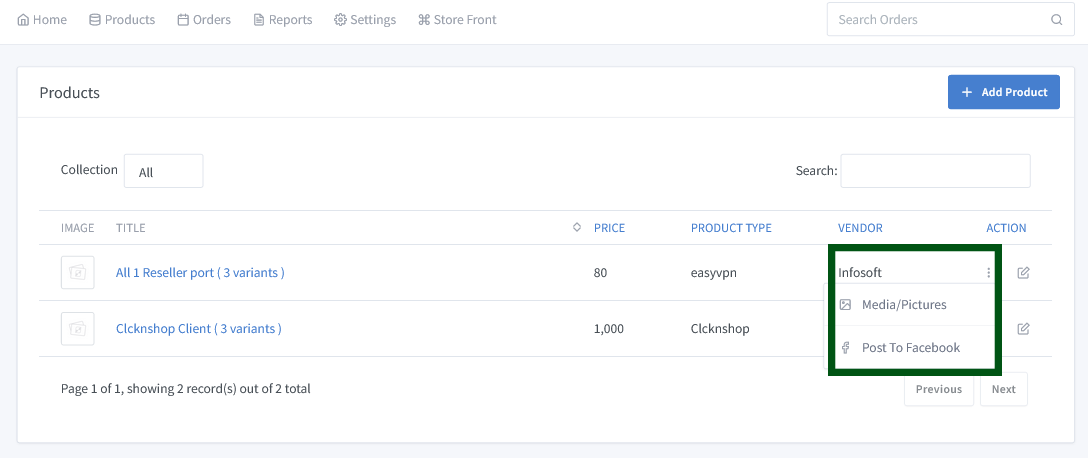 Home Products Orders Reports Settings Store Front Search Orders
Products + Add Product
Collection All Search:
IMAGE TITLE PRICE PRODUCT TYPE VENDOR ACTION
All 1 Reseller port ( 3 variants ) 80 easyvpn Infosoft
Media/Pictures
Clcknshop Client ( 3 variants ) 1,000 Clcknshop
Post To Facebook
Page 1 of 1, showing 2 record(s) out of 2 total Previous Next